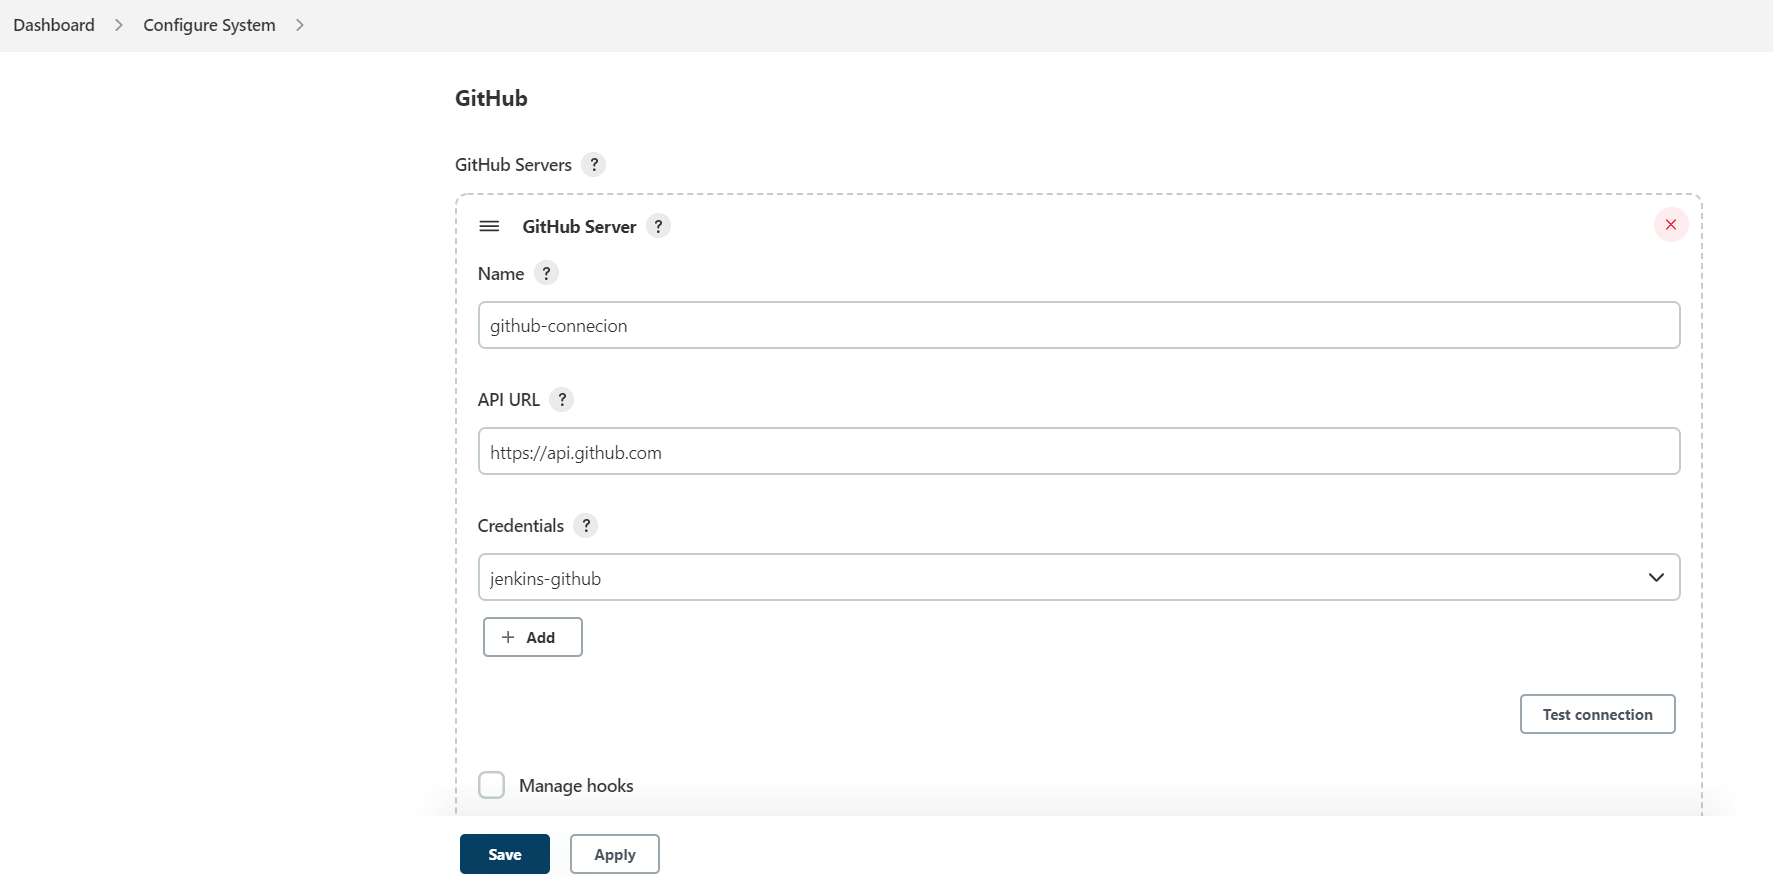 Dashboard > Configure System >
GitHub
GitHub Servers ?
GitHub Server ?
Name ?
github-connecion
API URL ?
https://api.github.com
Credentials ?
jenkins-github
+ Add
Test connection
Manage hooks
Save Apply